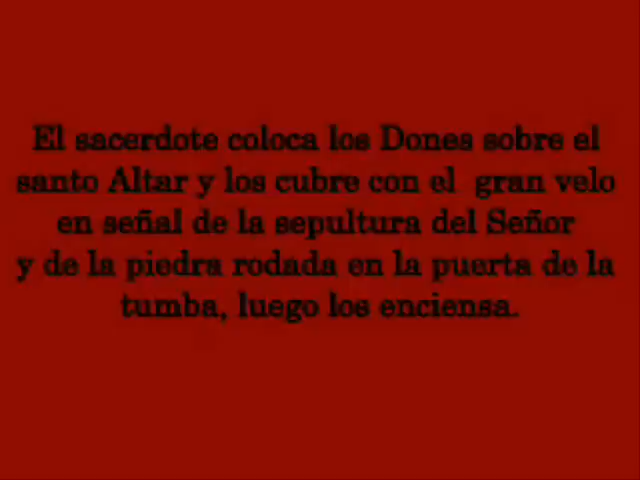 El sacerdote coloca los Dones sobre el
santo Altar y los cubre con el gran velo
en señal de la sepultura del Señor
y de la piedra rodada en la puerta de la
tumba, luego los enciensa.